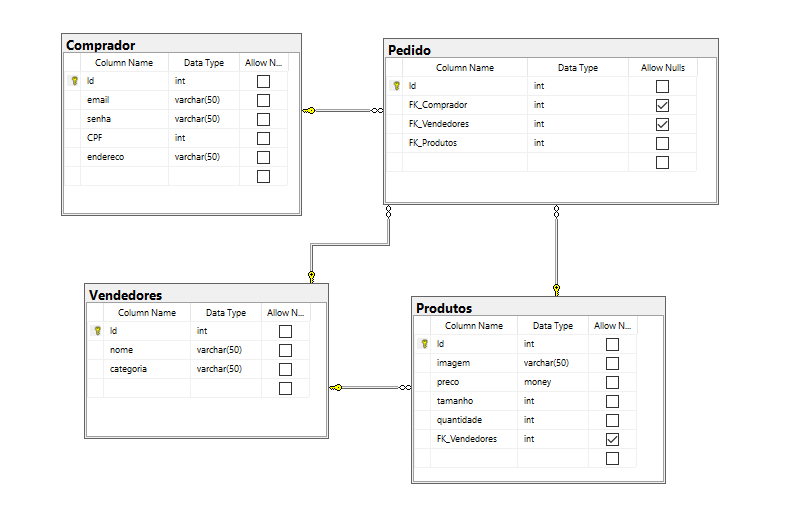 Comprador
Column Name Data Type Allow N...
Id int
email varchar(50)
senha varchar(50)
CPF int
endereco varchar(50)
Pedido
Column Name Data Type Allow Nulls
Id int
FK_Comprador int
FK_Vendedores int
FK_Produtos int
Vendedores
Column Name Data Type Allow N...
Id int
nome varchar(50)
categoria varchar(50)
Produtos
Column Name Data Type Allow N...
Id int
imagem varchar(50)
preco money
tamanho int
quantidade int
FK_Vendedores int